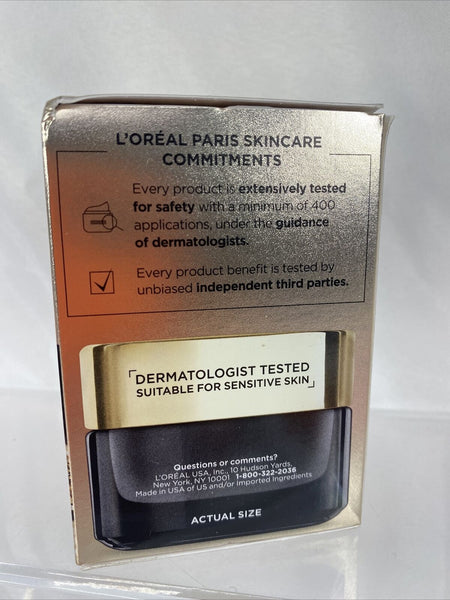 L'ORÉAL PARIS SKINCARE
COMMITMENTS
Every product is extensively tested
for safety with a minimum of 400
applications, under the guidance
of dermatologists.
Every product benefit is tested by
unbiased independent third parties.
DERMATOLOGIST TESTED
SUITABLE FOR SENSITIVE SKIN
Questions or comments?
L'ORÉAL USA, Inc., 10 Hudson Yards,
New York, NY 10001 1-800-322-2036
Made in USA of US and/or Imported Ingredients
ACTUAL SIZE